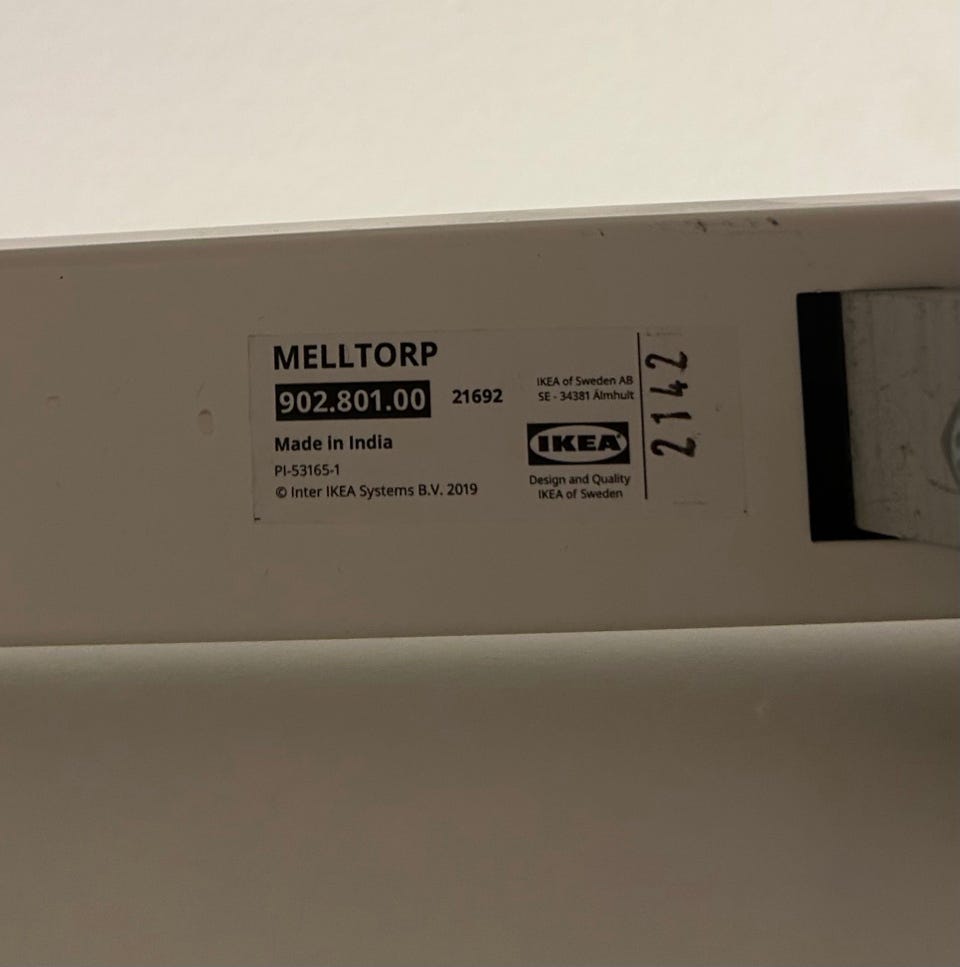 MELLTORP
902.801.00 21692
Made in India
PI-53165-1
© Inter IKEA Systems B.V. 2019
IKEA of Sweden AB
SE - 34381 Älmhult
IKEA®
Design and Quality
IKEA of Sweden
2142